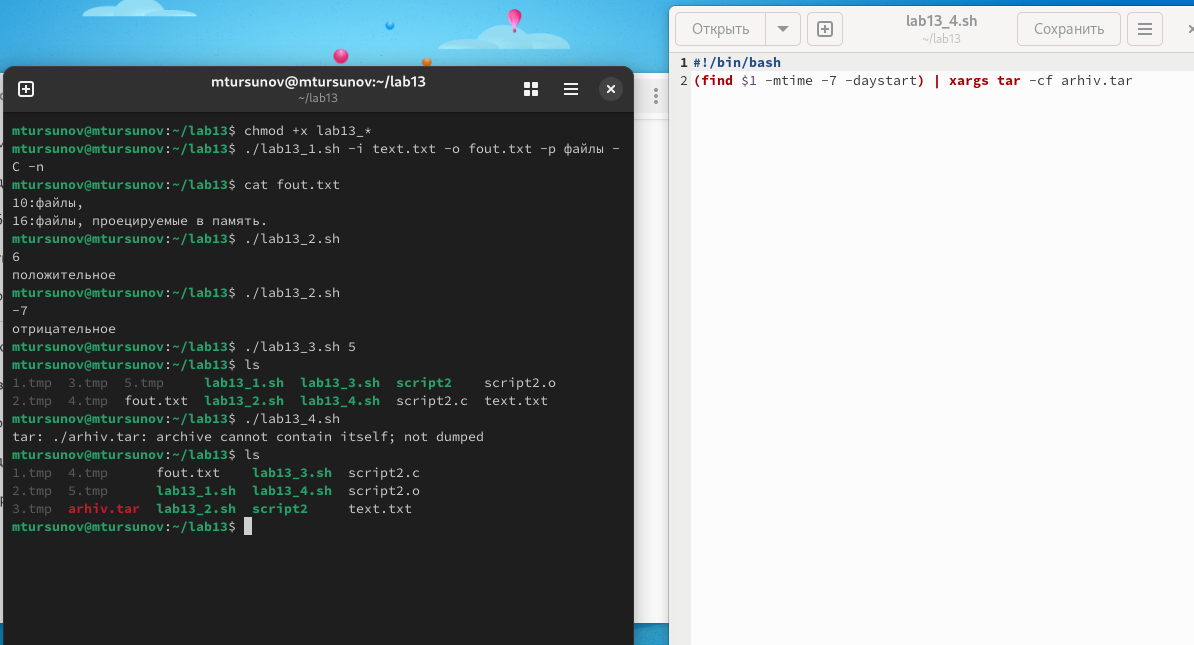 mtursunov@mtursunov:~/lab13
~/lab13
mtursunov@mtursunov:~/lab13$ chmod +x lab13_*
mtursunov@mtursunov:~/lab13$ ./lab13_1.sh -i text.txt -o fout.txt -p файлы -
C -n
mtursunov@mtursunov:~/lab13$ cat fout.txt
10:файлы,
16:файлы, проецируемые в память.
mtursunov@mtursunov:~/lab13$ ./lab13_2.sh
6
положительное
mtursunov@mtursunov:~/lab13$ ./lab13_2.sh
-7
отрицательное
mtursunov@mtursunov:~/lab13$ ./lab13_3.sh 5
mtursunov@mtursunov:~/lab13$ ls
1.tmp 3.tmp 5.tmp lab13_1.sh lab13_3.sh script2 script2.o
2.tmp 4.tmp fout.txt lab13_2.sh lab13_4.sh script2.c text.txt
mtursunov@mtursunov:~/lab13$ ./lab13_4.sh
tar: ./arhiv.tar: archive cannot contain itself; not dumped
mtursunov@mtursunov:~/lab13$ ls
1.tmp 4.tmp fout.txt lab13_3.sh script2.c
2.tmp 5.tmp lab13_1.sh lab13_4.sh script2.o
3.tmp arhiv.tar lab13_2.sh script2 text.txt
mtursunov@mtursunov:~/lab13$
Открыть
lab13_4.sh
~/lab13
Сохранить
1 #!/bin/bash
2 (find $1 -mtime -7 -daystart) | xargs tar -cf arhiv.tar